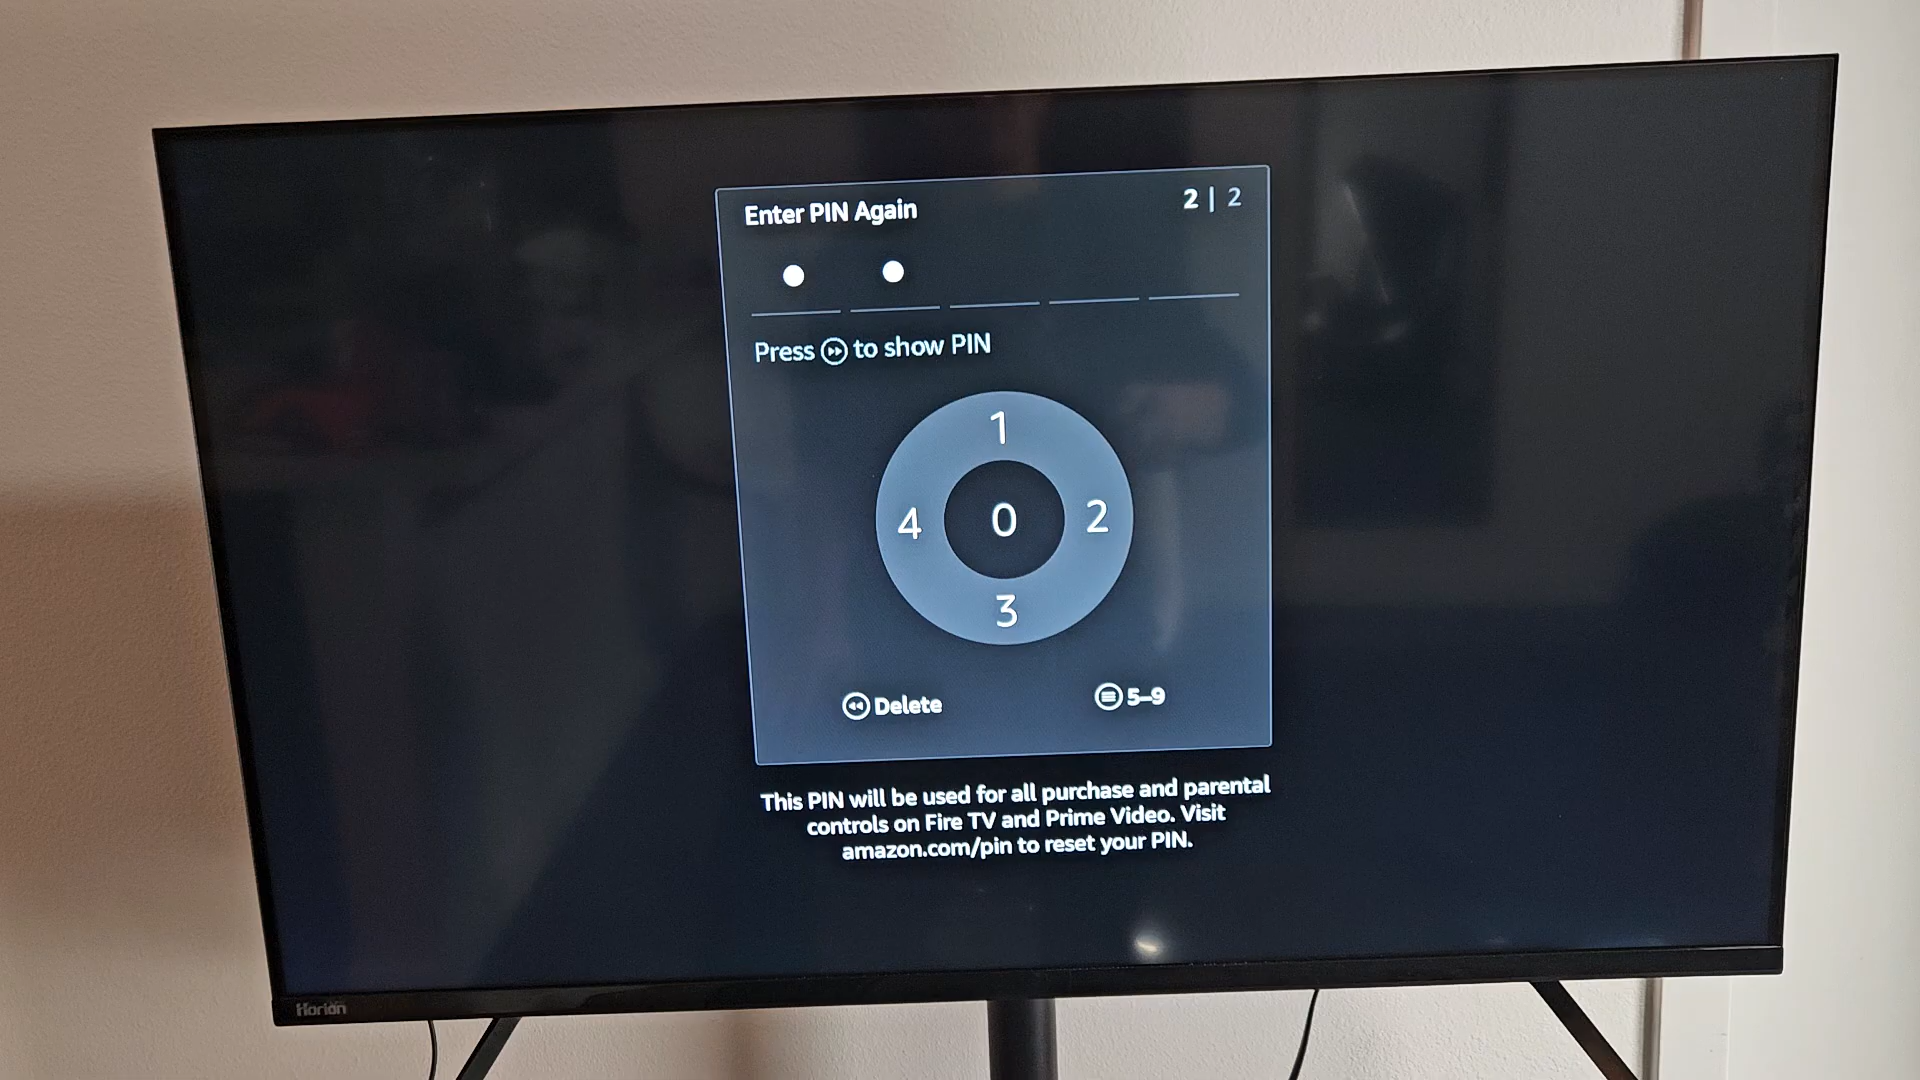 Enter PIN Again
2 | 2
Press to show PIN
1
4 0 2
3
Delete
5–9
This PIN will be used for all purchase and parental
controls on Fire TV and Prime Video. Visit
amazon.com/pin to reset your PIN.
Horion